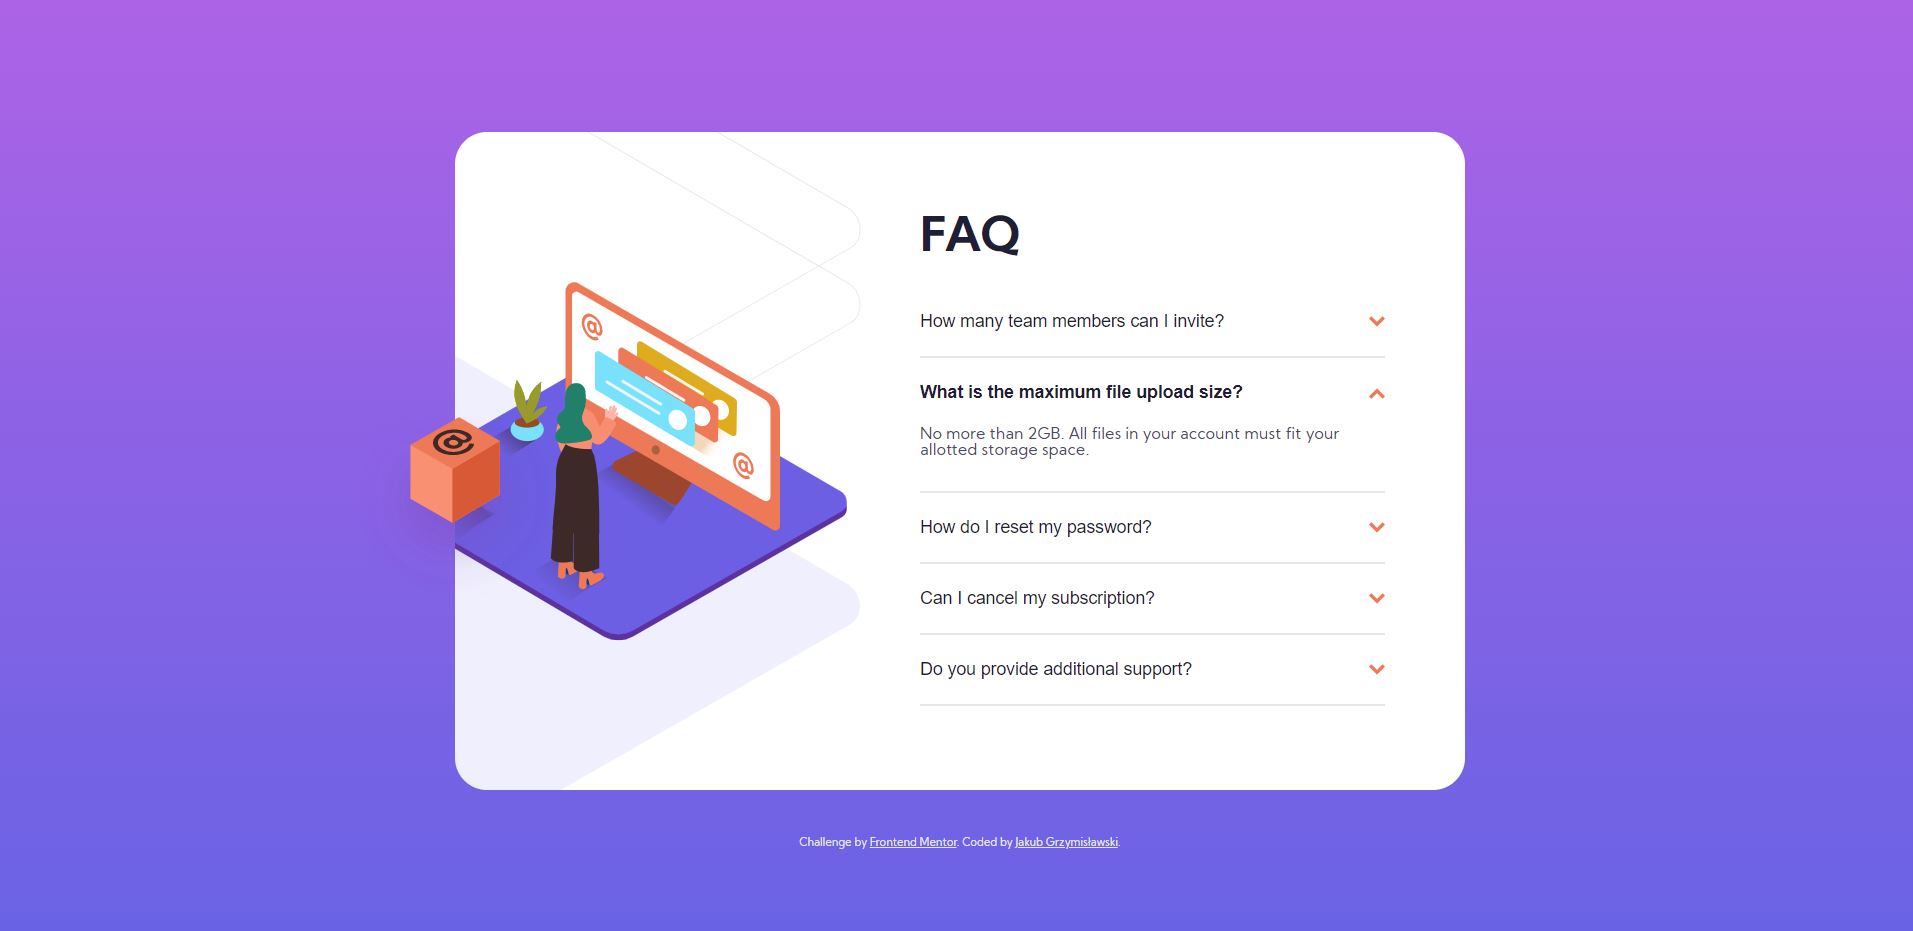 FAQ
How many team members can I invite?
What is the maximum file upload size?
No more than 2GB. All files in your account must fit your
allotted storage space.
How do I reset my password?
Can I cancel my subscription?
Do you provide additional support?
@
@
@
Challenge by Frontend Mentor. Coded by Jakub Grzymisławski.